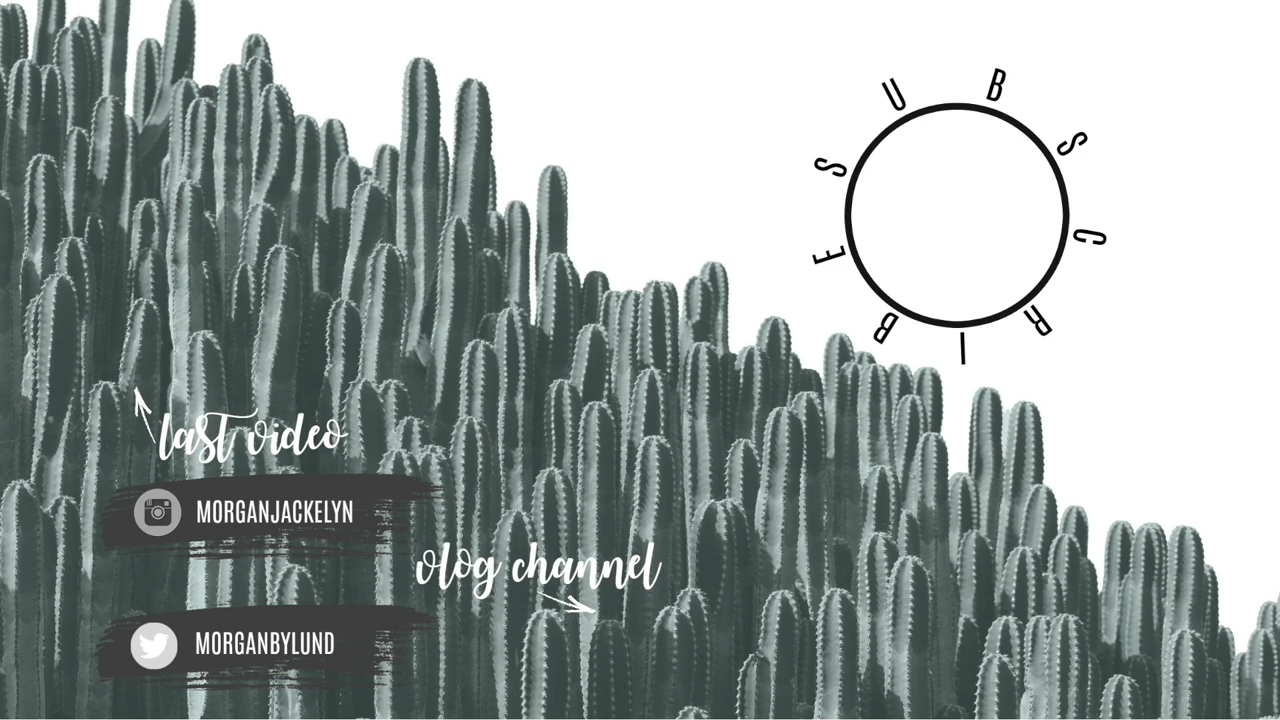 SUBSCRIBE
last video
MORGANJACKELYN
vlog channel
MORGANBYLUND